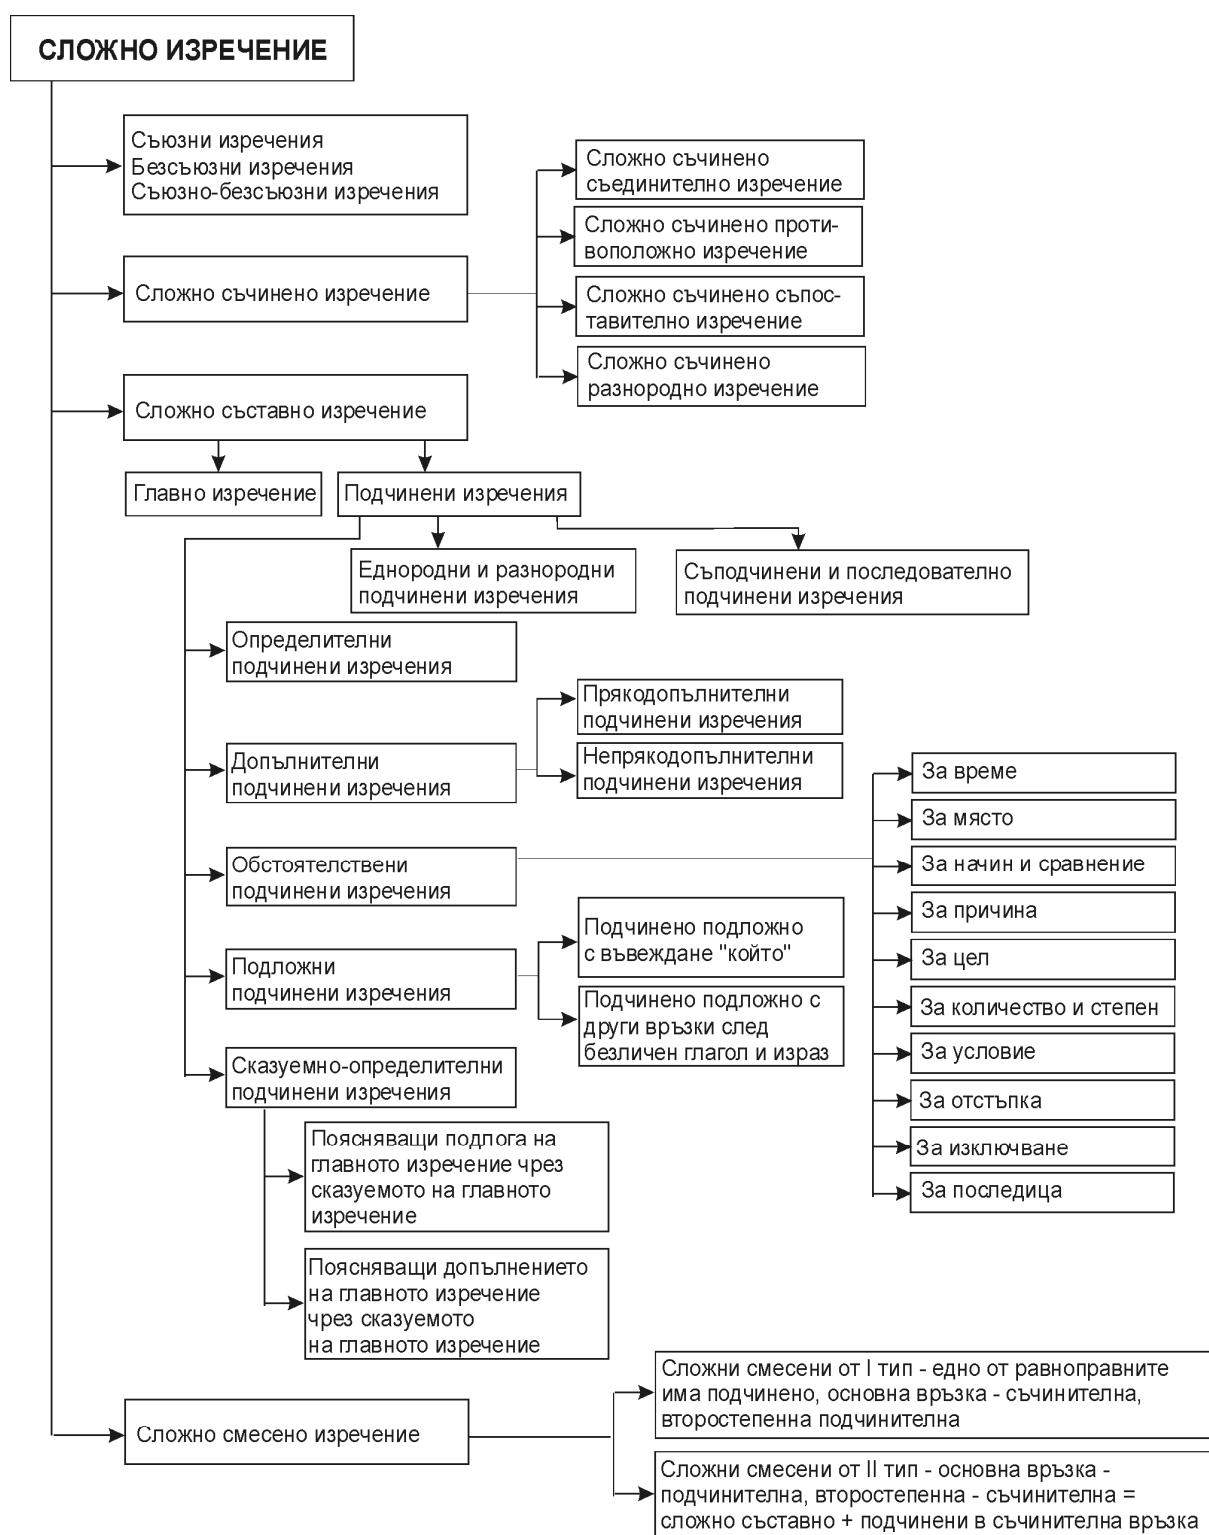 СЛОЖНО ИЗРЕЧЕНИЕ
Съюзни изречения
Безсъюзни изречения
Съюзно-безсъюзни изречения
Сложно съчинено изречение
Сложно съчинено
съединително изречение
Сложно съчинено проти-
воположно изречение
Сложно съчинено съпос-
тавително изречение
Сложно съчинено
разнородно изречение
Сложно съставно изречение
Главно изречение
Подчинени изречения
Еднородни и разнородни
подчинени изречения
Съподчинени и последователно
подчинени изречения
Определителни
подчинени изречения
Допълнителни
подчинени изречения
Прякодопълнителни
подчинени изречения
Непрякодопълнителни
подчинени изречения
Обстоятелствени
подчинени изречения
За време
За място
За начин и сравнение
За причина
За цел
За количество и степен
За условие
За отстъпка
За изключване
За последица
Подложни
подчинени изречения
Подчинено подложно
с въвеждане "който"
Подчинено подложно с
други връзки след
безличен глагол и израз
Сказуемно-определителни
подчинени изречения
Поясняващи подлога на
главното изречение чрез
сказуемото на главното
изречение
Поясняващи допълнението
на главното изречение
чрез сказуемото
на главното изречение
Сложно смесено изречение
Сложни смесени от I тип - едно от равноправните
има подчинено, основна връзка - съчинителна,
второстепенна подчинителна
Сложни смесени от II тип - основна връзка -
подчинителна, второстепенна - съчинителна =
сложно съставно + подчинени в съчинителна връзка